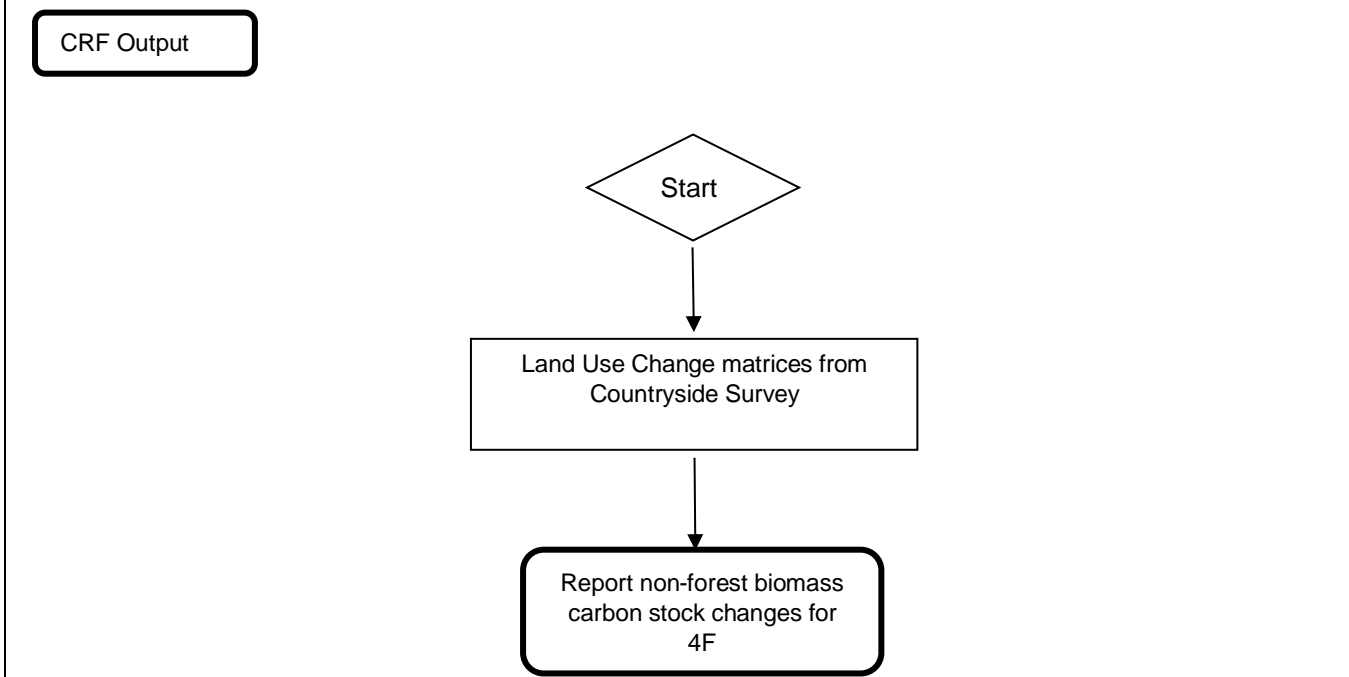 CRF Output
Start
Land Use Change matrices from
Countryside Survey
Report non-forest biomass
carbon stock changes for
4F